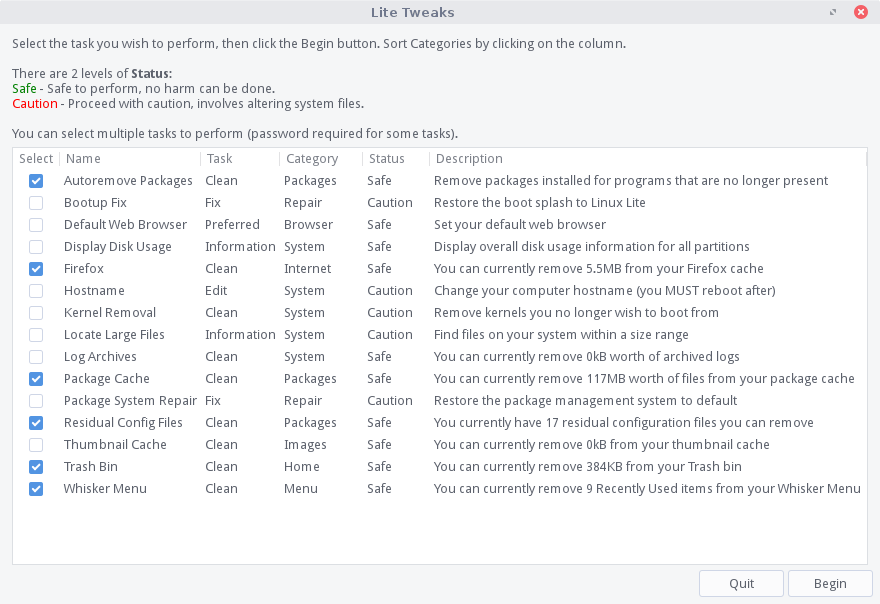 Lite Tweaks
Select the task you wish to perform, then click the Begin button. Sort Categories by clicking on the column.
There are 2 levels of Status:
Safe - Safe to perform, no harm can be done.
Caution - Proceed with caution, involves altering system files.
You can select multiple tasks to perform (password required for some tasks).
Select Name Task Category Status Description
Autoremove Packages Clean Packages Safe Remove packages installed for programs that are no longer present
Bootup Fix Fix Repair Caution Restore the boot splash to Linux Lite
Default Web Browser Preferred Browser Safe Set your default web browser
Display Disk Usage Information System Safe Display overall disk usage information for all partitions
Firefox Clean Internet Safe You can currently remove 5.5MB from your Firefox cache
Hostname Edit System Caution Change your computer hostname (you MUST reboot after)
Kernel Removal Clean System Caution Remove kernels you no longer wish to boot from
Locate Large Files Information System Caution Find files on your system within a size range
Log Archives Clean System Safe You can currently remove 0kB worth of archived logs
Package Cache Clean Packages Safe You can currently remove 117MB worth of files from your package cache
Package System Repair Fix Repair Caution Restore the package management system to default
Residual Config Files Clean Packages Safe You currently have 17 residual configuration files you can remove
Thumbnail Cache Clean Images Safe You can currently remove 0kB from your thumbnail cache
Trash Bin Clean Home Safe You can currently remove 384KB from your Trash bin
Whisker Menu Clean Menu Safe You can currently remove 9 Recently Used items from your Whisker Menu
Quit Begin